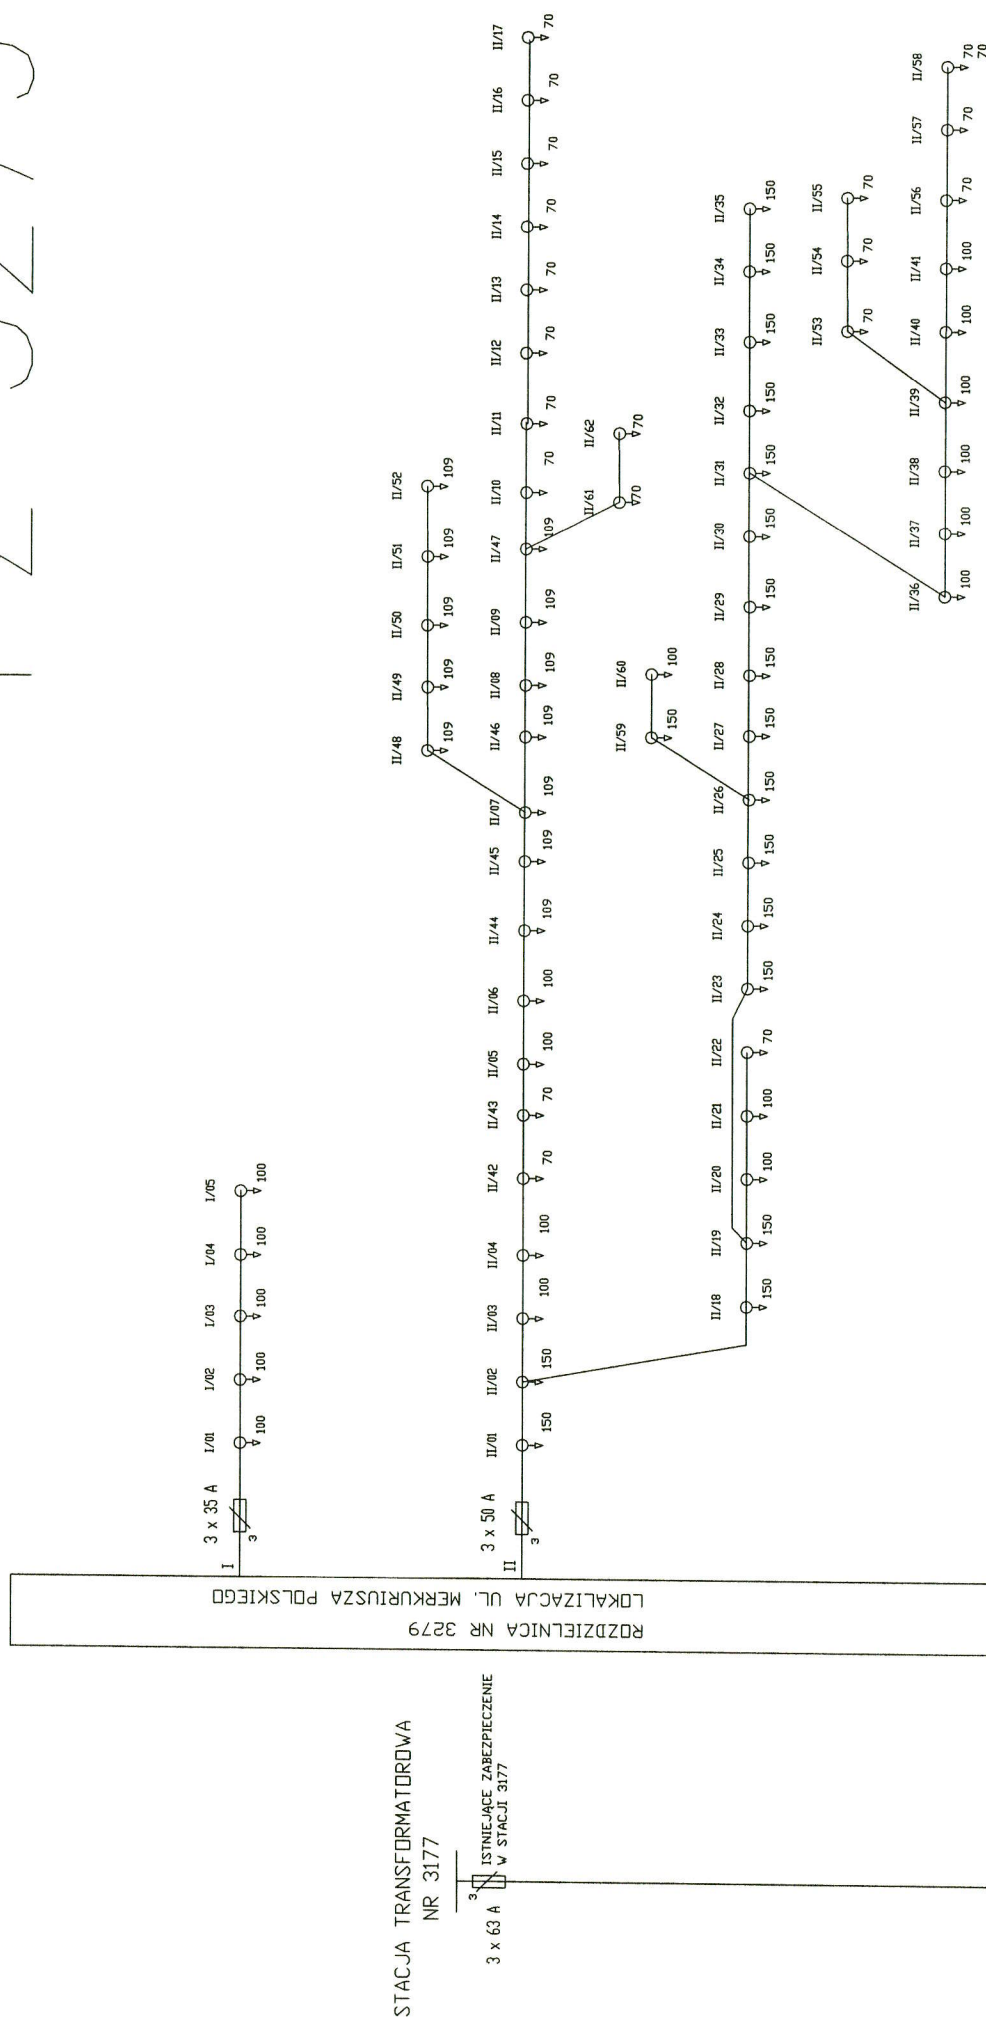 STACJA TRANSFORMATOROWA
NR 3177
3 x 63 A
3
ISTNIEJĄCE ZABEZPIECZENIE
W STACJI 3177
ROZDZIELNICA NR 3279
LOKALIZACJA UL. MERKURIUSZA POLSKIEGO
I
3 x 35 A
3
I/01 I/02 I/03 I/04 I/05
100 100 100 100 100
II/48 II/49 II/50 II/51 II/52
109 109 109 109 109
II
3 x 50 A
3
II/01 II/02 II/03 II/04 II/42 II/43 II/05 II/06 II/44 II/45 II/07 II/46 II/08 II/09 II/47 II/10 II/11 II/12 II/13 II/14 II/15 II/16 II/17
150 150 100 100 70 70 100 100 109 109 109 109 109 109 109 70 70 70 70 70 70 70 70
II/61 II/62
70 70
II/59 II/60
150 100
II/18 II/19 II/20 II/21 II/22 II/23 II/24 II/25 II/26 II/27 II/28 II/29 II/30 II/31 II/32 II/33 II/34 II/35
150 150 100 100 70 150 150 150 150 150 150 150 150 150 150 150 150 150
II/53 II/54 II/55
70 70 70
II/36 II/37 II/38 II/39 II/40 II/41 II/56 II/57 II/58
100 100 100 100 100 100 70 70 70
70